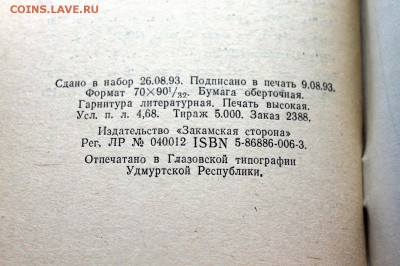 COINS.LAVE.RU
Сдано в набор 26.08.93. Подписано в печать 9.08.93.
Формат 70×90¹/₃₂. Бумага оберточная.
Гарнитура литературная. Печать высокая.
Усл. п. л. 4,68. Тираж 5.000. Заказ 2388.
Издательство «Закамская сторона»
Рег. ЛР № 040012 ISBN 5-86886-006-3.
Отпечатано в Глазовской типографии
Удмуртской Республики.